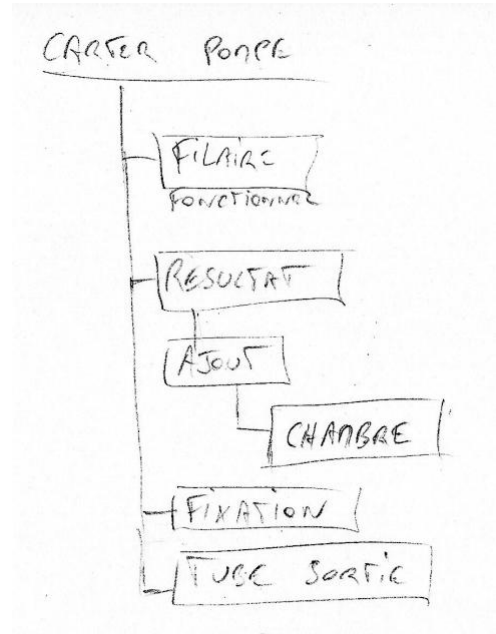 CARTER POMPE
FILAIRE
FONCTIONNEL
RESULTAT
AJOUT
CHAMBRE
FIXATION
TUBE SORTIE